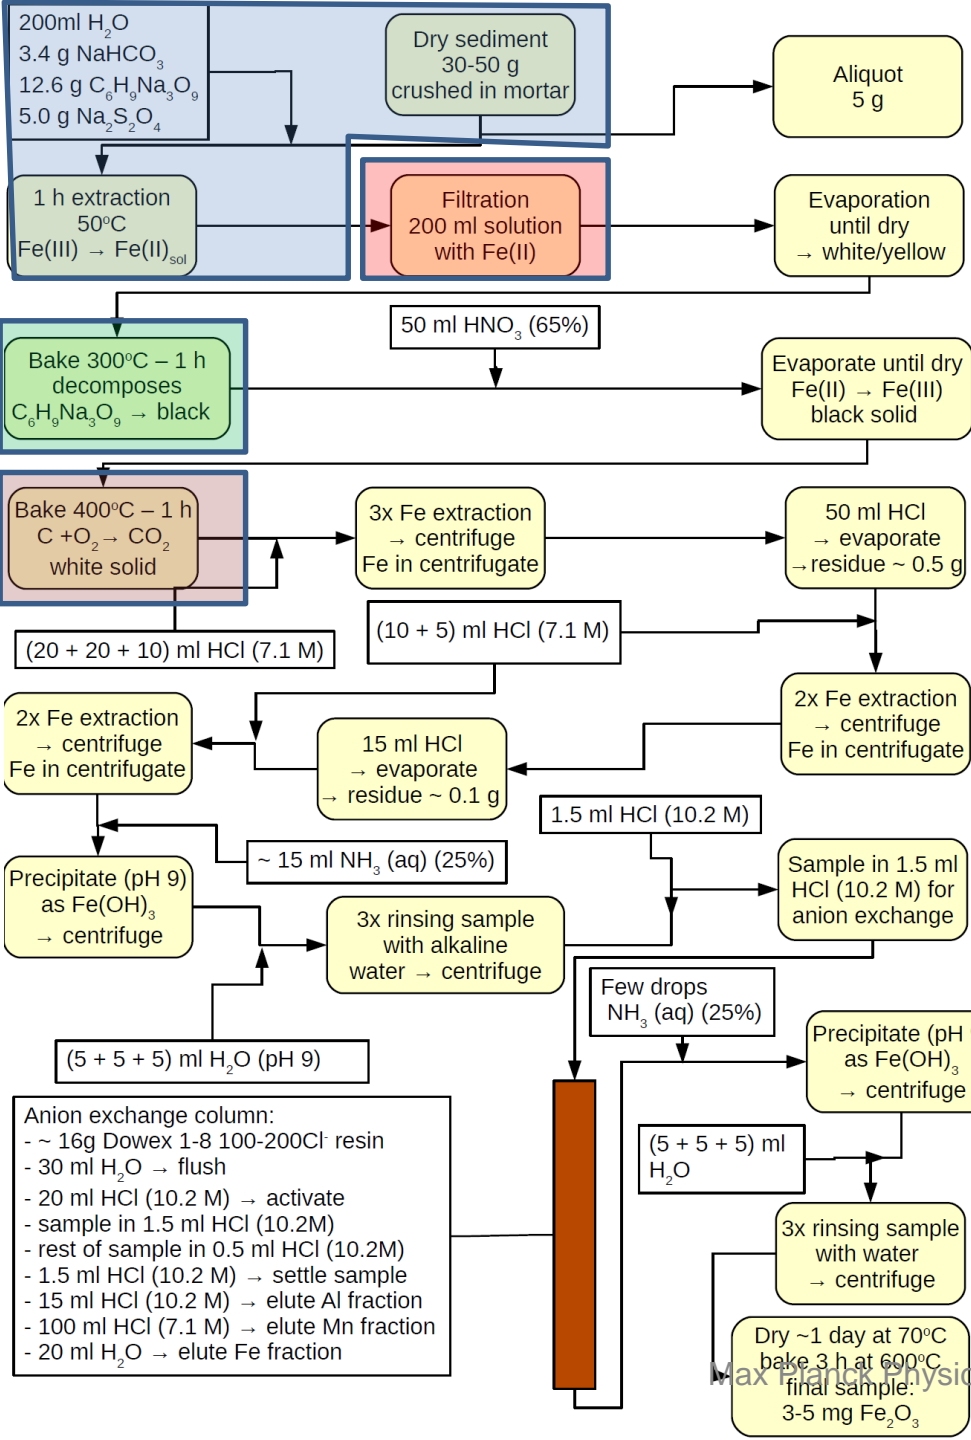 200ml H₂O
3.4 g NaHCO₃
12.6 g C₆H₉Na₃O₉
5.0 g Na₂S₂O₄
Dry sediment
30-50 g
crushed in mortar
Aliquot
5 g
1 h extraction
50°C
Fe(III) → Fe(II)sol
Filtration
200 ml solution
with Fe(II)
Evaporation
until dry
→ white/yellow
50 ml HNO₃ (65%)
Bake 300°C – 1 h
decomposes
C₆H₉Na₃O₉ → black
Evaporate until dry
Fe(II) → Fe(III)
black solid
Bake 400°C – 1 h
C +O₂→ CO₂
white solid
3x Fe extraction
→ centrifuge
Fe in centrifugate
50 ml HCl
→ evaporate
→residue ~ 0.5 g
(20 + 20 + 10) ml HCl (7.1 M)
(10 + 5) ml HCl (7.1 M)
2x Fe extraction
→ centrifuge
Fe in centrifugate
15 ml HCl
→ evaporate
→ residue ~ 0.1 g
2x Fe extraction
→ centrifuge
Fe in centrifugate
1.5 ml HCl (10.2 M)
~ 15 ml NH₃ (aq) (25%)
Precipitate (pH 9)
as Fe(OH)₃
→ centrifuge
3x rinsing sample
with alkaline
water → centrifuge
Sample in 1.5 ml
HCl (10.2 M) for
anion exchange
Few drops
NH₃ (aq) (25%)
(5 + 5 + 5) ml H₂O (pH 9)
Precipitate (pH
as Fe(OH)₃
→ centrifuge
Anion exchange column:
- ~ 16g Dowex 1-8 100-200Cl⁻ resin
- 30 ml H₂O → flush
- 20 ml HCl (10.2 M) → activate
- sample in 1.5 ml HCl (10.2M)
- rest of sample in 0.5 ml HCl (10.2M)
- 1.5 ml HCl (10.2 M) → settle sample
- 15 ml HCl (10.2 M) → elute Al fraction
- 100 ml HCl (7.1 M) → elute Mn fraction
- 20 ml H₂O → elute Fe fraction
(5 + 5 + 5) ml
H₂O
3x rinsing sample
with water
→ centrifuge
Dry ~1 day at 70°C
bake 3 h at 600°C
final sample:
3-5 mg Fe₂O₃
Max Planck Physic